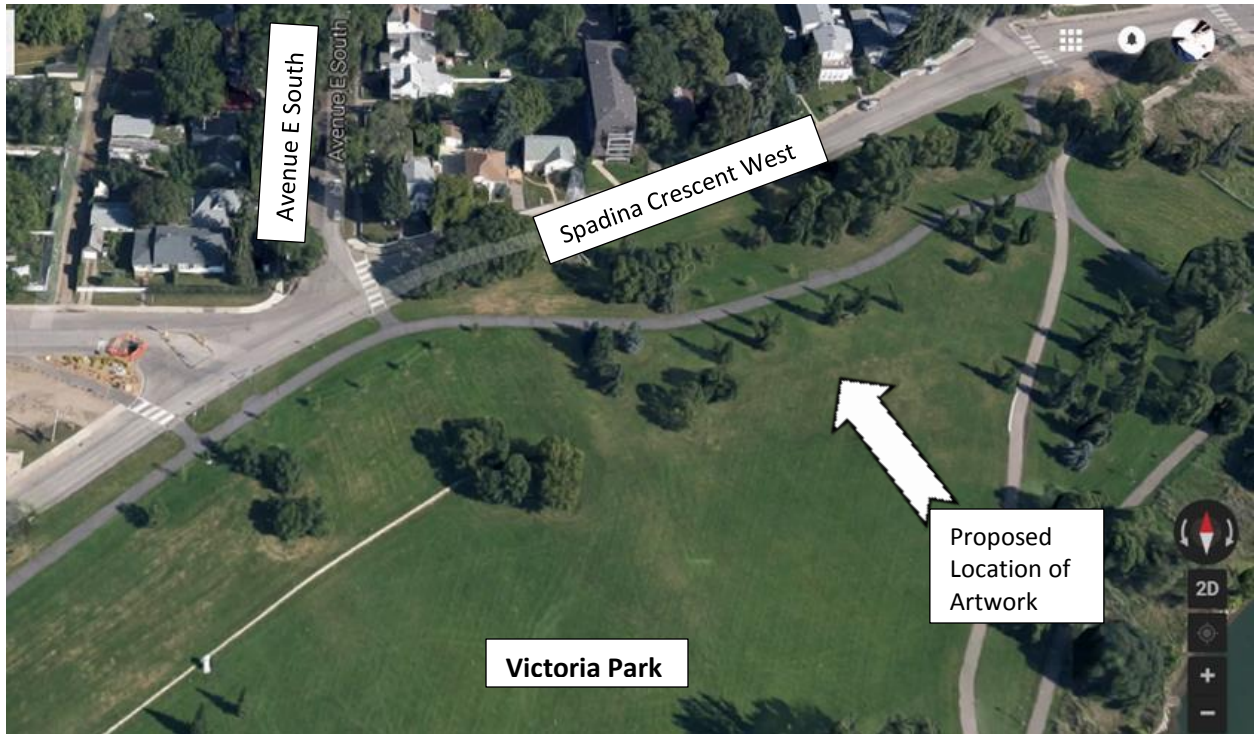 Avenue E South
Avenue E South
Spadina Crescent West
Proposed
Location of
Artwork
2D
Victoria Park